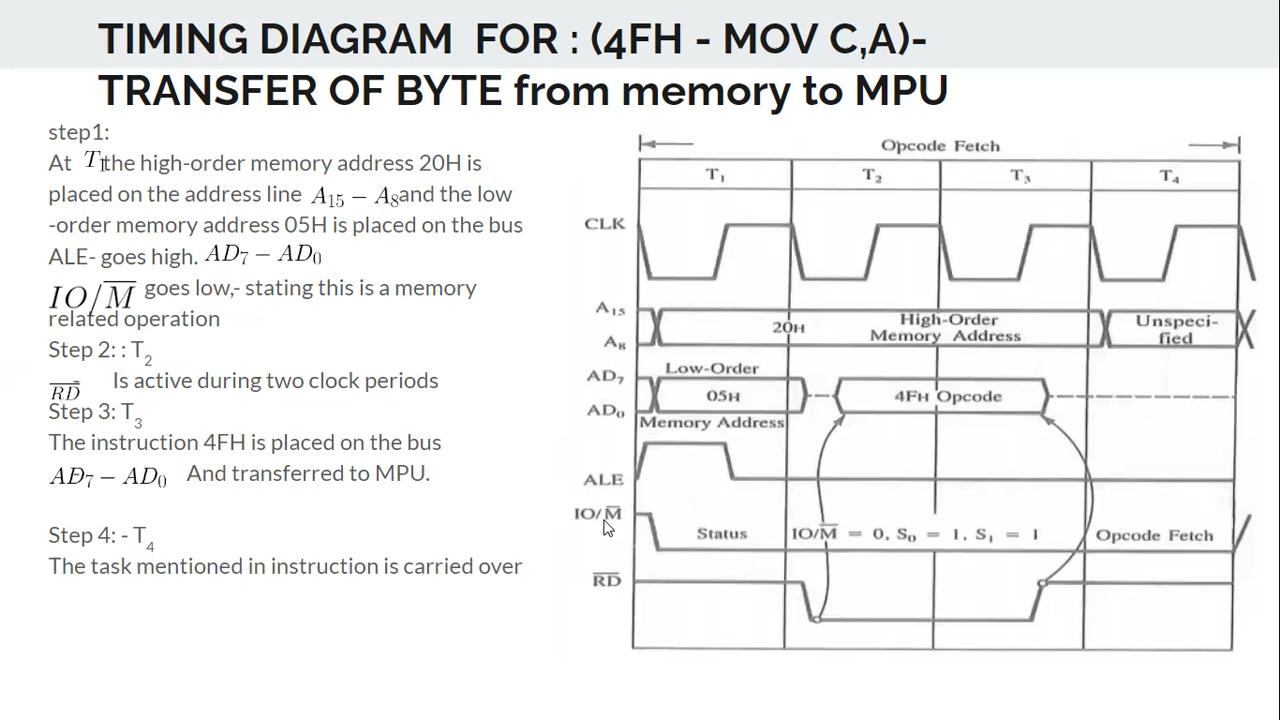 TIMING DIAGRAM FOR : (4FH - MOV C,A)-
TRANSFER OF BYTE from memory to MPU
step1:
At T1 the high-order memory address 20H is
placed on the address line A15 − A8 and the low
-order memory address 05H is placed on the bus
ALE- goes high. AD7 − AD0
IO/M̅ goes low,- stating this is a memory
related operation
Step 2: : T2
R̅D̅ Is active during two clock periods
Step 3: T3
The instruction 4FH is placed on the bus
AD7 − AD0 And transferred to MPU.
Step 4: - T4
The task mentioned in instruction is carried over
Opcode Fetch
T1 T2 T3 T4
CLK
A15
20H High-Order Memory Address
Unspeci-
fied
A8
AD7 Low-Order
05H 4FH Opcode
AD0
Memory Address
ALE
IO/M̅
Status IO/M̅ = 0, S0 = 1, S1 = 1 Opcode Fetch
R̅D̅